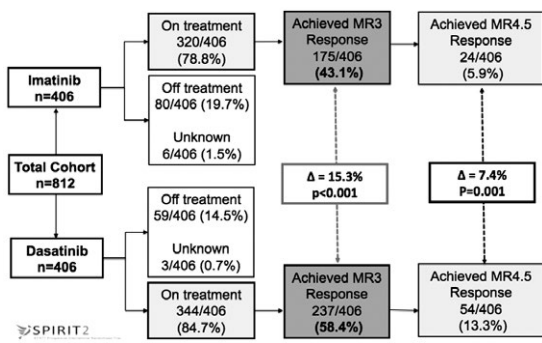 On treatment
320/406
(78.8%)
Achieved MR3
Response
175/406
(43.1%)
Achieved MR4.5
Response
24/406
(5.9%)
Imatinib
n=406
Off treatment
80/406 (19.7%)
Unknown
6/406 (1.5%)
Total Cohort
n=812
Δ = 15.3%
p<0.001
Δ = 7.4%
P=0.001
Off treatment
59/406 (14.5%)
Unknown
3/406 (0.7%)
Dasatinib
n=406
On treatment
344/406
(84.7%)
Achieved MR3
Response
237/406
(58.4%)
Achieved MR4.5
Response
54/406
(13.3%)
SPIRIT2